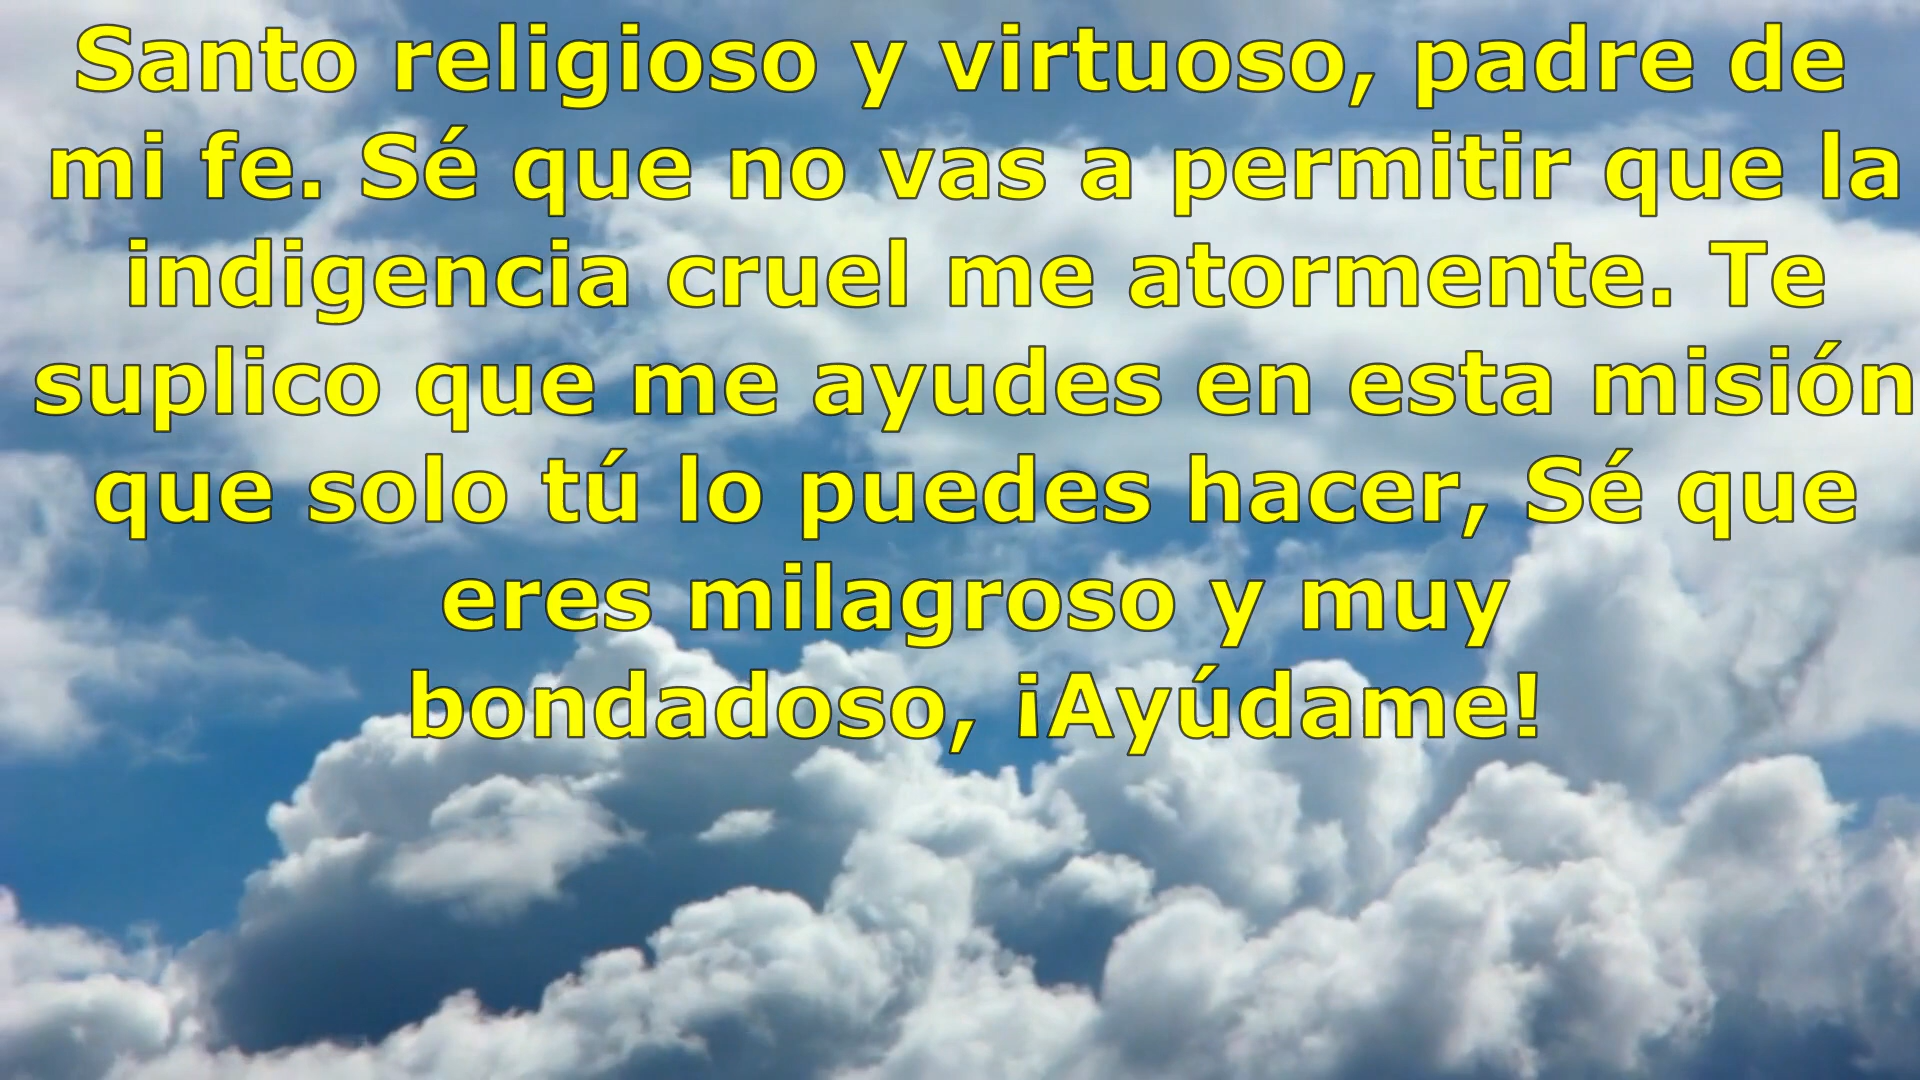 Santo religioso y virtuoso, padre de
mi fe. Sé que no vas a permitir que la
indigencia cruel me atormente. Te
suplico que me ayudes en esta misión
que solo tú lo puedes hacer, Sé que
eres milagroso y muy
bondadoso, ¡Ayúdame!